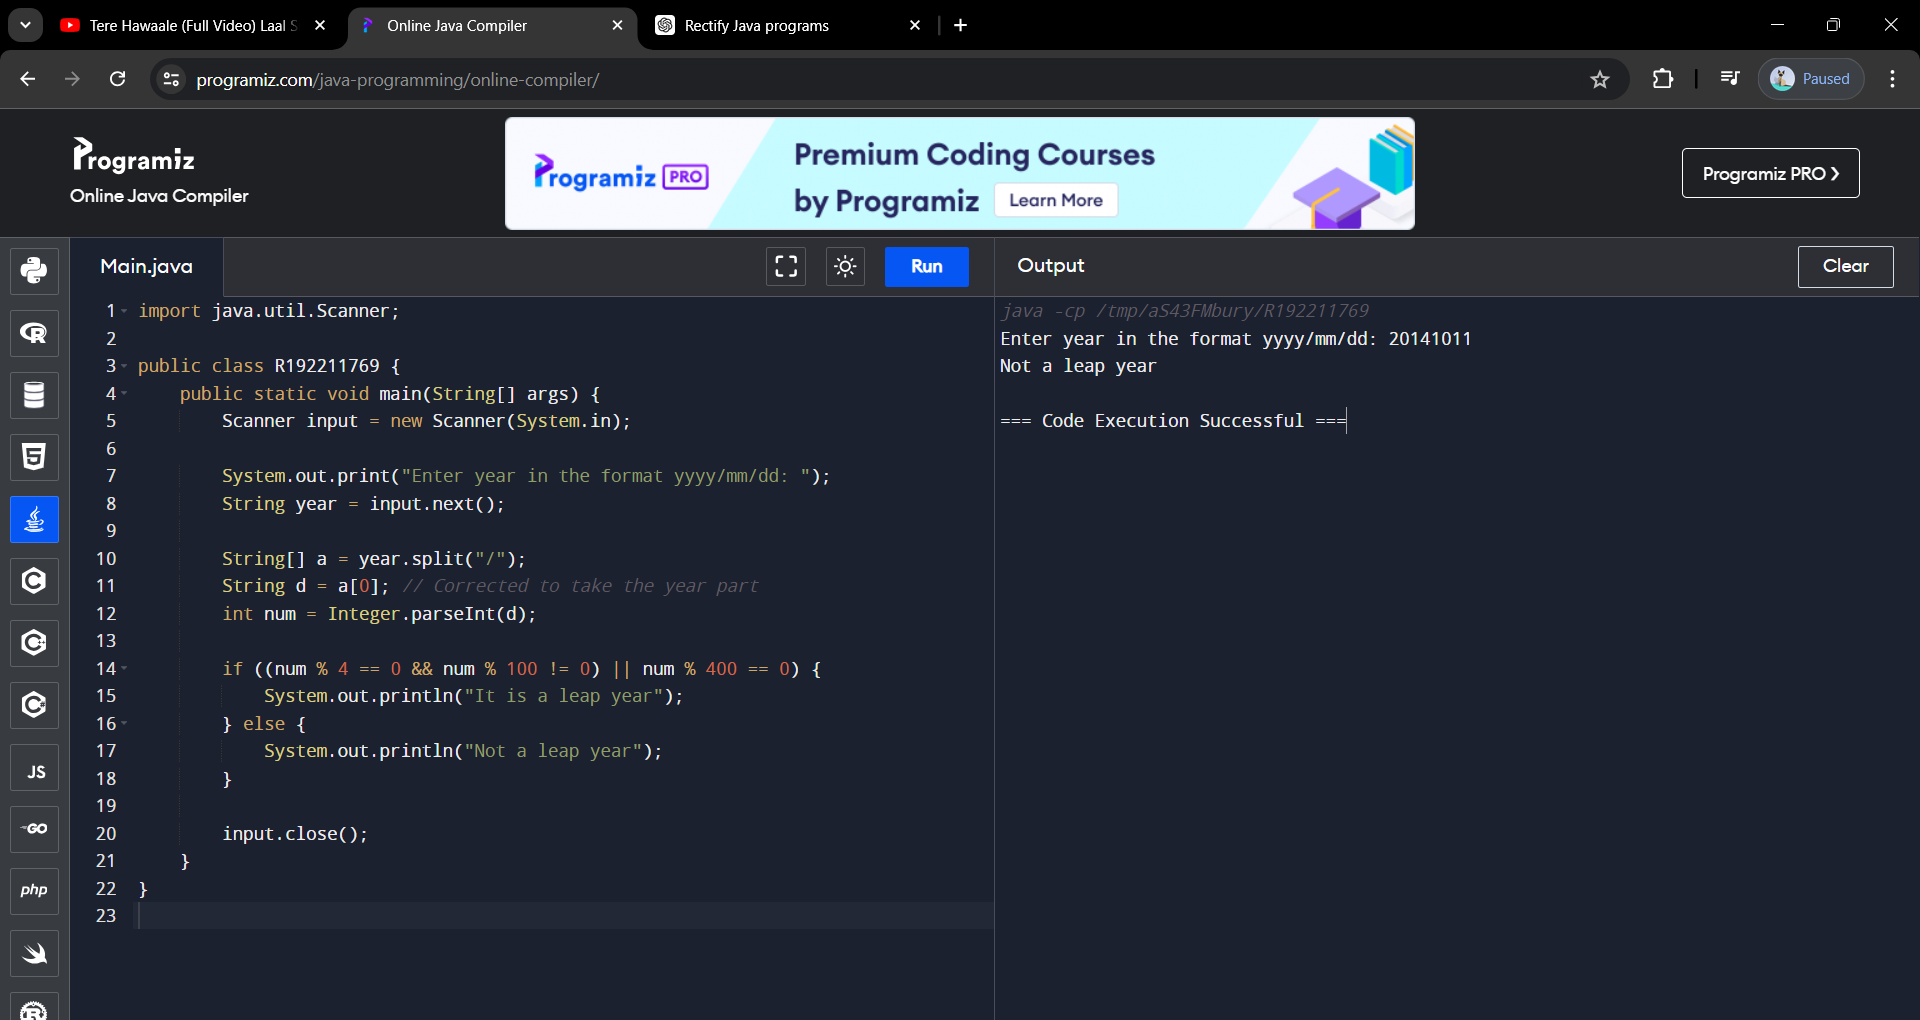 Tere Hawaale (Full Video) Laal S
Online Java Compiler
Rectify Java programs
programiz.com/java-programming/online-compiler/
Paused
Programiz
Online Java Compiler
Programiz PRO
Premium Coding Courses
by Programiz
Learn More
Programiz PRO
Main.java
Run
Output
Clear
1 import java.util.Scanner;
2
3 public class R192211769 {
4 public static void main(String[] args) {
5 Scanner input = new Scanner(System.in);
6
7 System.out.print("Enter year in the format yyyy/mm/dd: ");
8 String year = input.next();
9
10 String[] a = year.split("/");
11 String d = a[0]; // Corrected to take the year part
12 int num = Integer.parseInt(d);
13
14 if ((num % 4 == 0 && num % 100 != 0) || num % 400 == 0) {
15 System.out.println("It is a leap year");
16 } else {
17 System.out.println("Not a leap year");
18 }
19
20 input.close();
21 }
22 }
23
java -cp /tmp/aS43FMbury/R192211769
Enter year in the format yyyy/mm/dd: 20141011
Not a leap year
=== Code Execution Successful ===
R
5
C
C
C
JS
GO
php
R